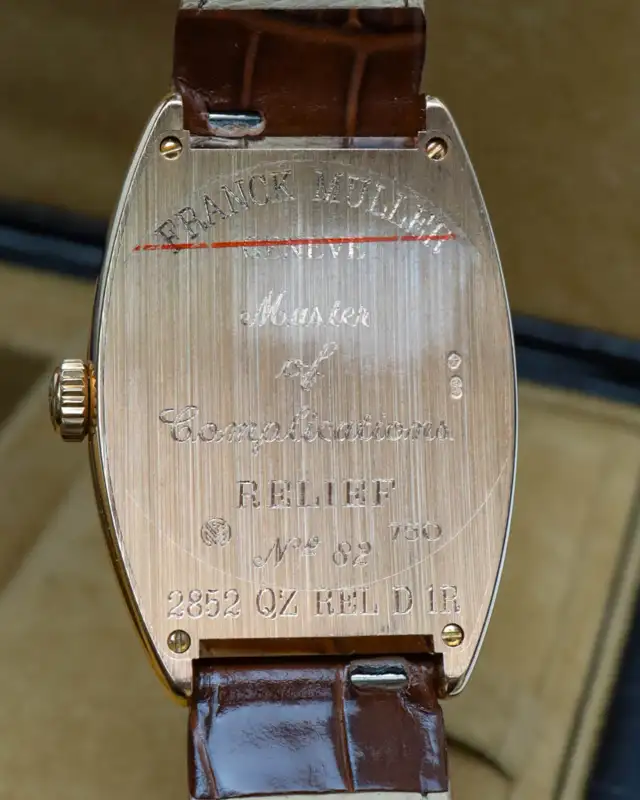 FRANCK MULLER
GENEVE
Master
of
Complications
RELIEF
Nº 82 750
2852 QZ REL D 1R